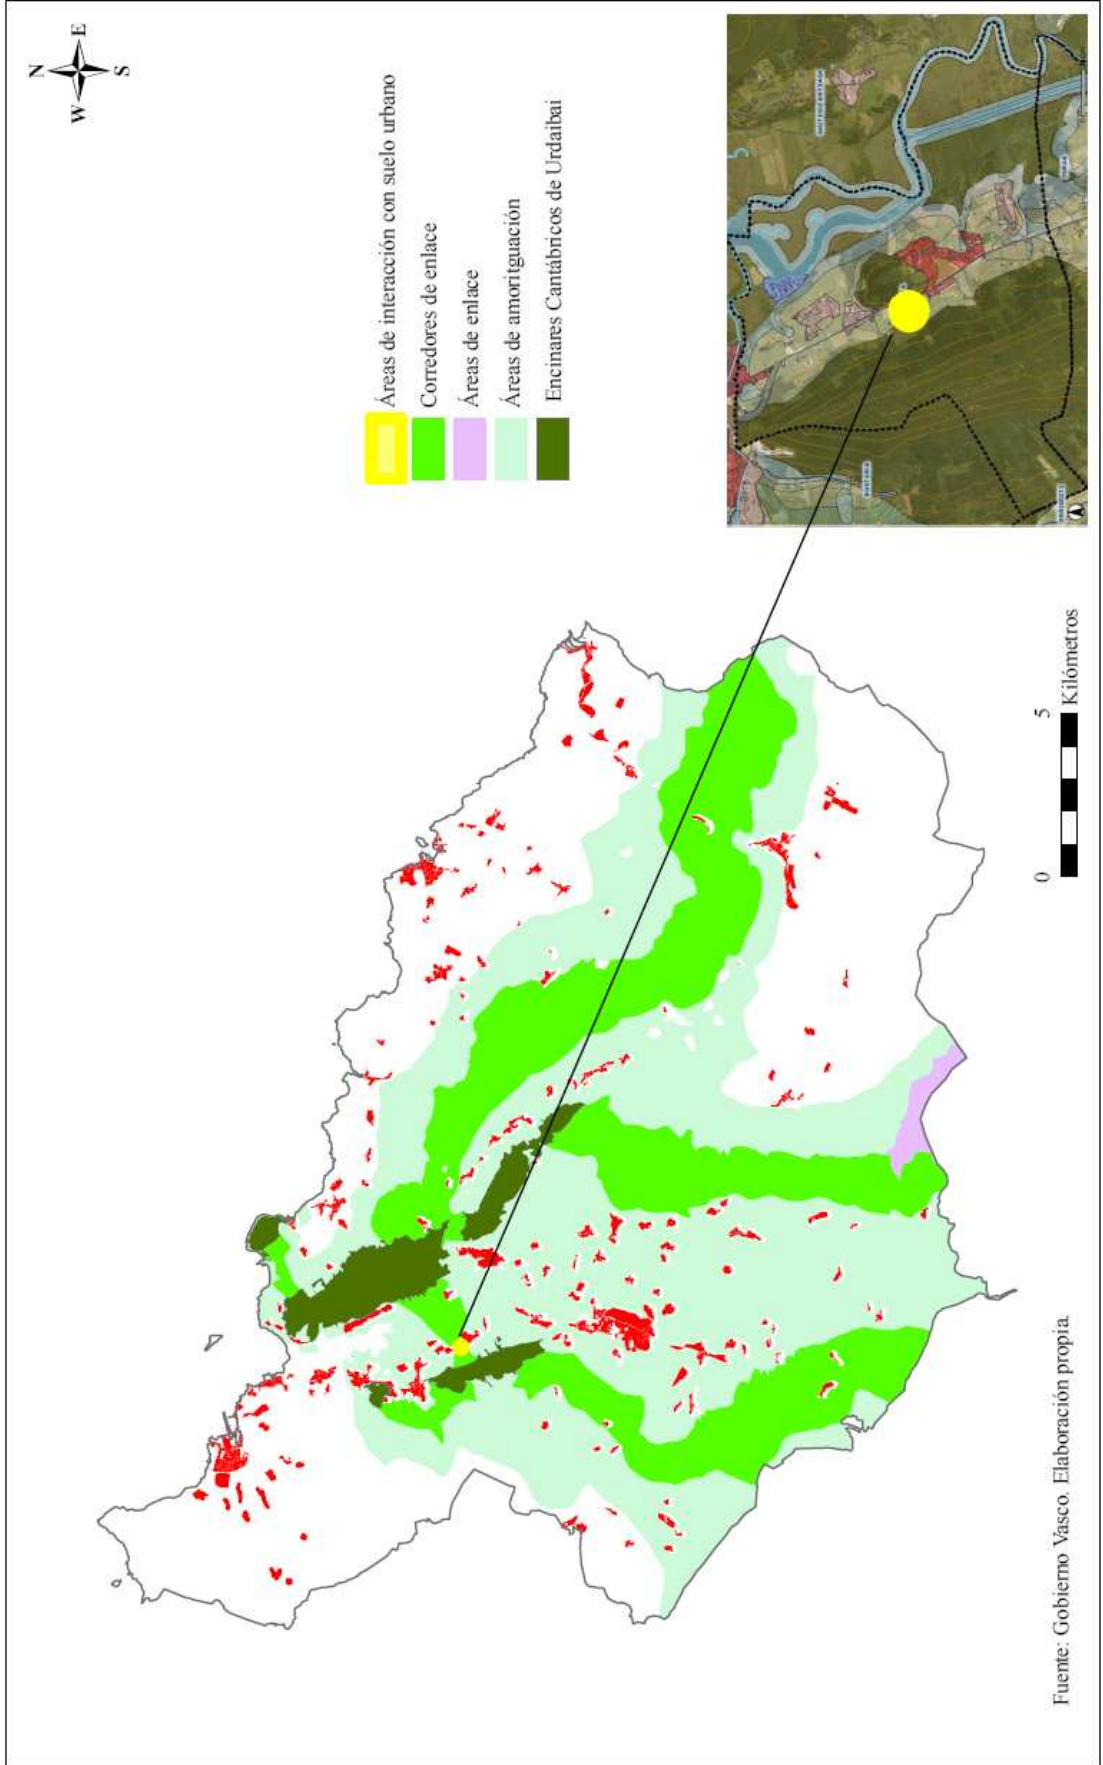 N
W E
S
Áreas de interacción con suelo urbano
Corredores de enlace
Áreas de enlace
Áreas de amoritguación
Encinares Cantábricos de Urdaibai
0 5
Kilómetros
Fuente: Gobierno Vasco. Elaboración propia.